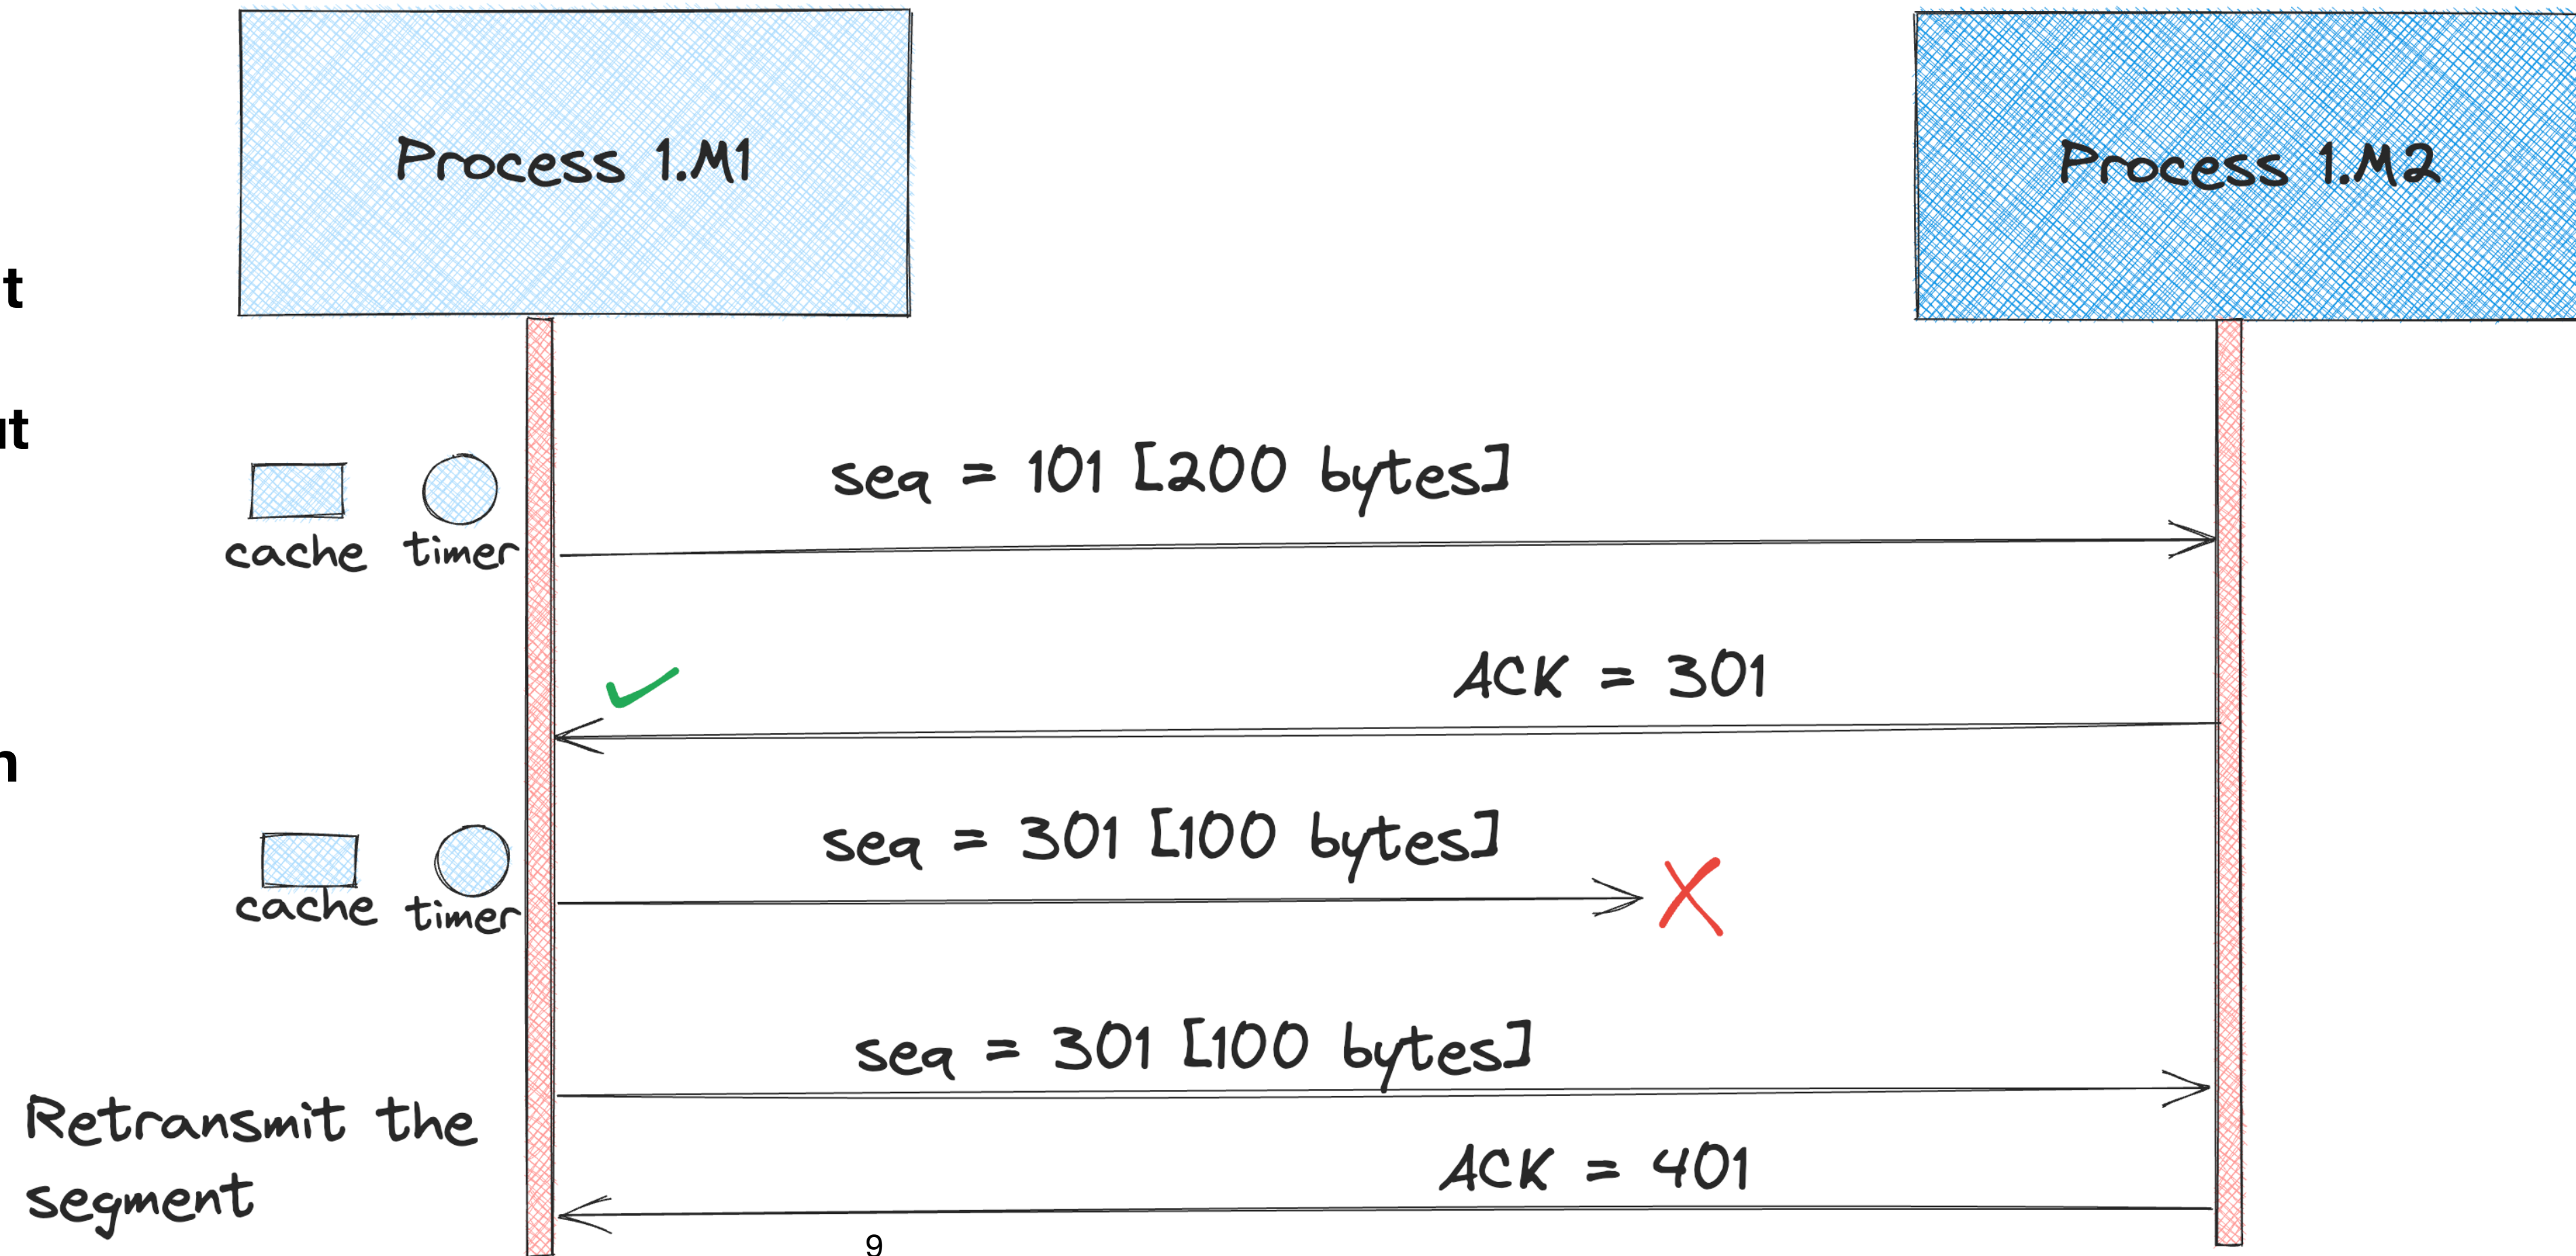 Process 1.M1
Process 1.M2
t
ut
seq = 101 [200 bytes]
cache timer
ACK = 301
n
seq = 301 [100 bytes]
cache timer
seq = 301 [100 bytes]
Retransmit the
segment
ACK = 401
9